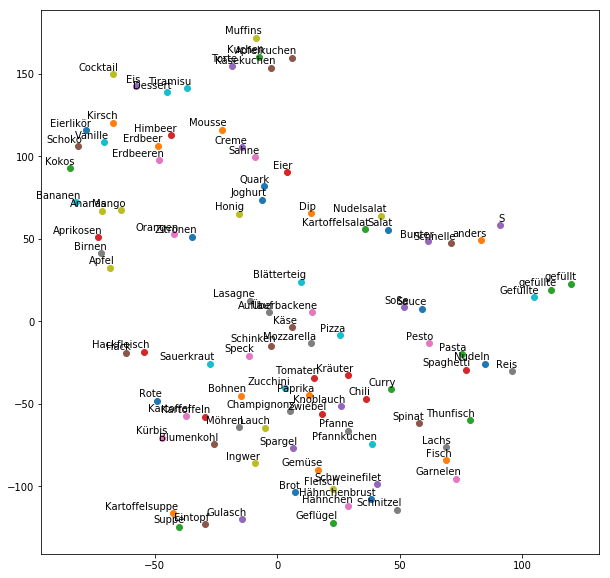 Muffins
Kuchen
Apfelkuchen
Torte
Käsekuchen
Cocktail
Eis
Tiramisu
Dessert
Kirsch
Eierlikör
Himbeer
Mousse
Vanille
Schoko
Erdbeer
Creme
Sahne
Erdbeeren
Kokos
Eier
Quark
Joghurt
Bananen
Ananas
Mango
Honig
Dip
Nudelsalat
Kartoffelsalat
Salat
S
Orangen
Zitronen
Aprikosen
Bunter
Schnelle
anders
Birnen
Apfel
Blätterteig
gefüllt
gefüllte
Gefüllte
Lasagne
Auflauf
Überbackene
Soße
Sauce
Käse
Pizza
Schinken
Mozzarella
Pesto
Hackfleisch
Hack
Speck
Sauerkraut
Pasta
Nudeln
Spaghetti
Reis
Tomaten
Kräuter
Zucchini
Paprika
Curry
Bohnen
Chili
Rote
Knoblauch
Champignons
Zwiebel
Kartoffel
Kartoffeln
Möhren
Lauch
Pfanne
Spinat
Thunfisch
Kürbis
Blumenkohl
Spargel
Pfannkuchen
Lachs
Fisch
Ingwer
Gemüse
Garnelen
Schweinefilet
Brot
Fleisch
Hähnchenbrust
Hähnchen
Schnitzel
Kartoffelsuppe
Suppe
Eintopf
Gulasch
Geflügel
150
100
50
0
−50
−100
−50
0
50
100